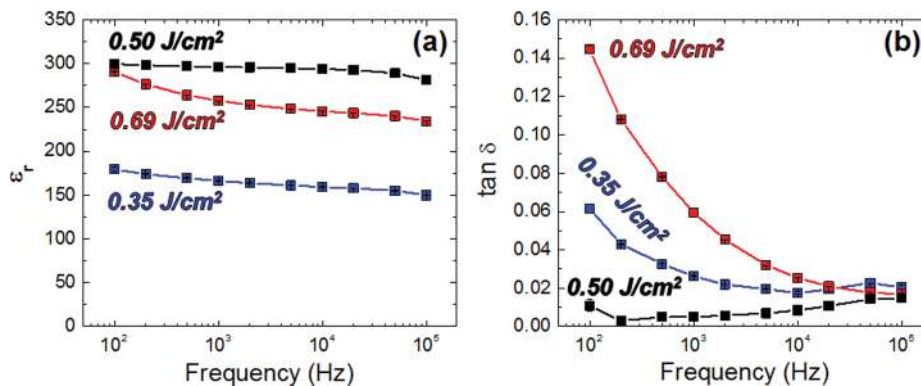 (a)
0.50 J/cm²
0.69 J/cm²
0.35 J/cm²
350
300
250
200
150
100
50
0
εr
10² 10³ 10⁴ 10⁵
Frequency (Hz)
(b)
0.69 J/cm²
0.35 J/cm²
0.50 J/cm²
0.16
0.14
0.12
0.10
0.08
0.06
0.04
0.02
0.00
tan δ
10² 10³ 10⁴ 10⁵
Frequency (Hz)